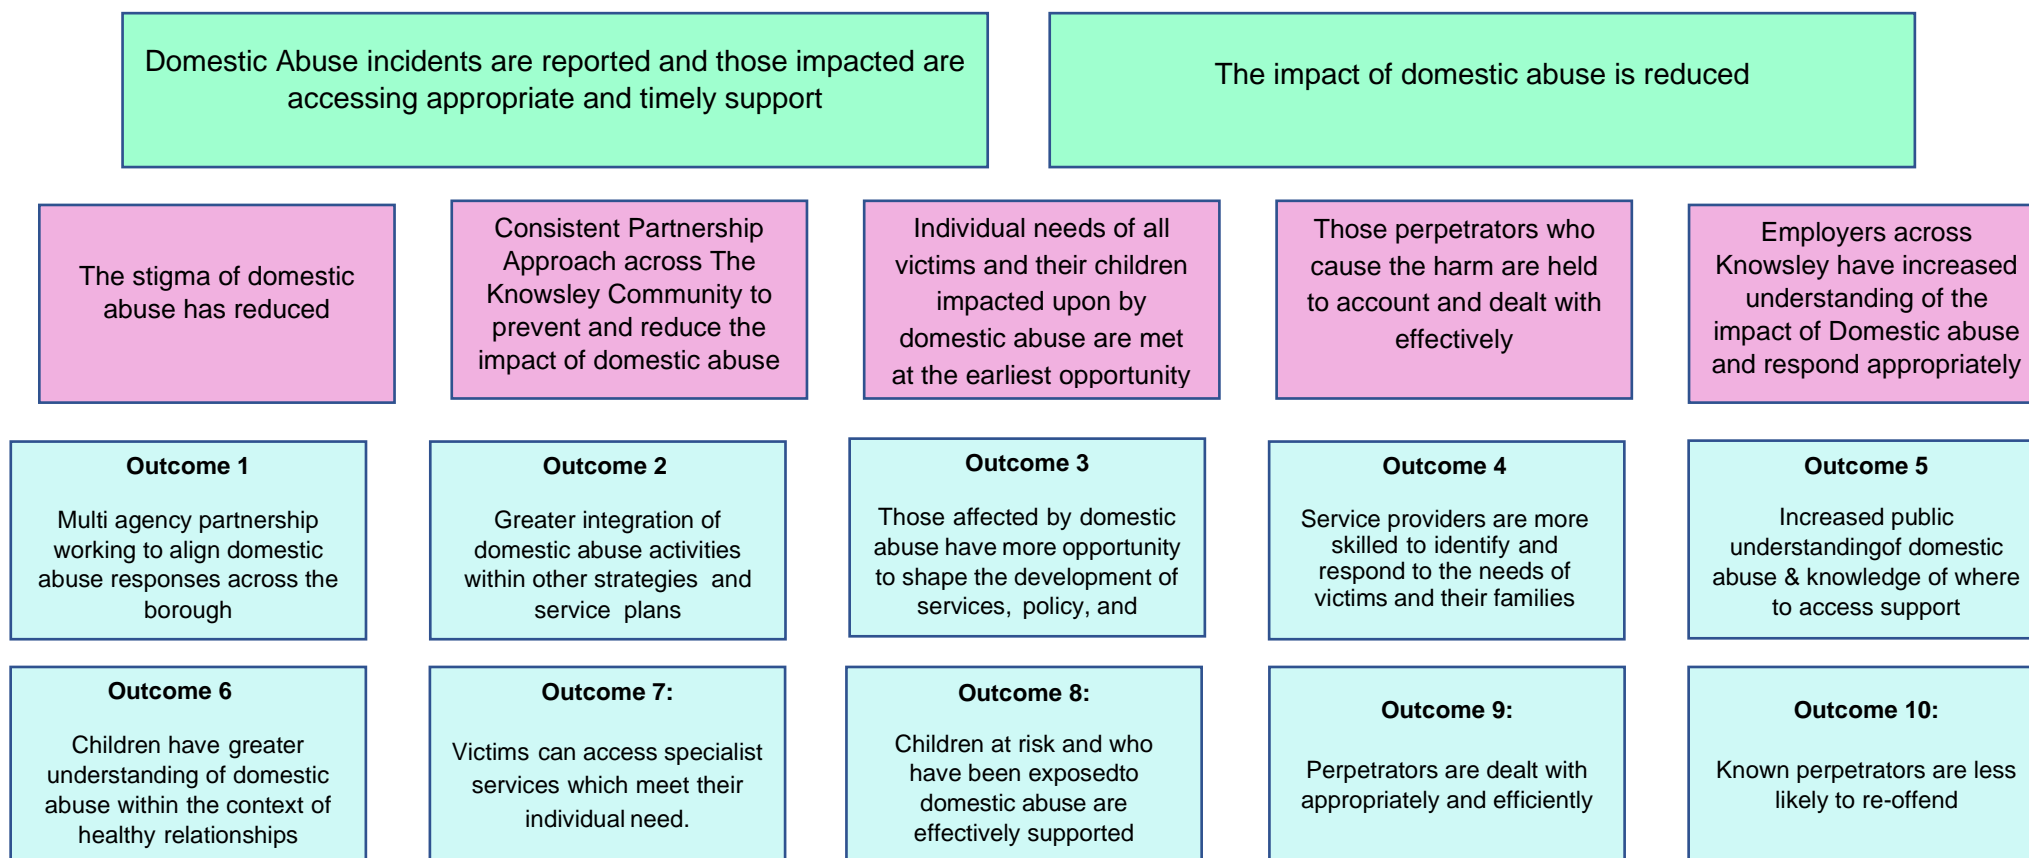 Domestic Abuse incidents are reported and those impacted are
accessing appropriate and timely support
The impact of domestic abuse is reduced
The stigma of domestic
abuse has reduced
Consistent Partnership
Approach across The
Knowsley Community to
prevent and reduce the
impact of domestic abuse
Individual needs of all
victims and their children
impacted upon by
domestic abuse are met
at the earliest opportunity
Those perpetrators who
cause the harm are held
to account and dealt with
effectively
Employers across
Knowsley have increased
understanding of the
impact of Domestic abuse
and respond appropriately
Outcome 1
Multi agency partnership
working to align domestic
abuse responses across the
borough
Outcome 2
Greater integration of
domestic abuse activities
within other strategies and
service plans
Outcome 3
Those affected by domestic
abuse have more opportunity
to shape the development of
services, policy, and
Outcome 4
Service providers are more
skilled to identify and
respond to the needs of
victims and their families
Outcome 5
Increased public
understandingof domestic
abuse & knowledge of where
to access support
Outcome 6
Children have greater
understanding of domestic
abuse within the context of
healthy relationships
Outcome 7:
Victims can access specialist
services which meet their
individual need.
Outcome 8:
Children at risk and who
have been exposedto
domestic abuse are
effectively supported
Outcome 9:
Perpetrators are dealt with
appropriately and efficiently
Outcome 10:
Known perpetrators are less
likely to re-offend